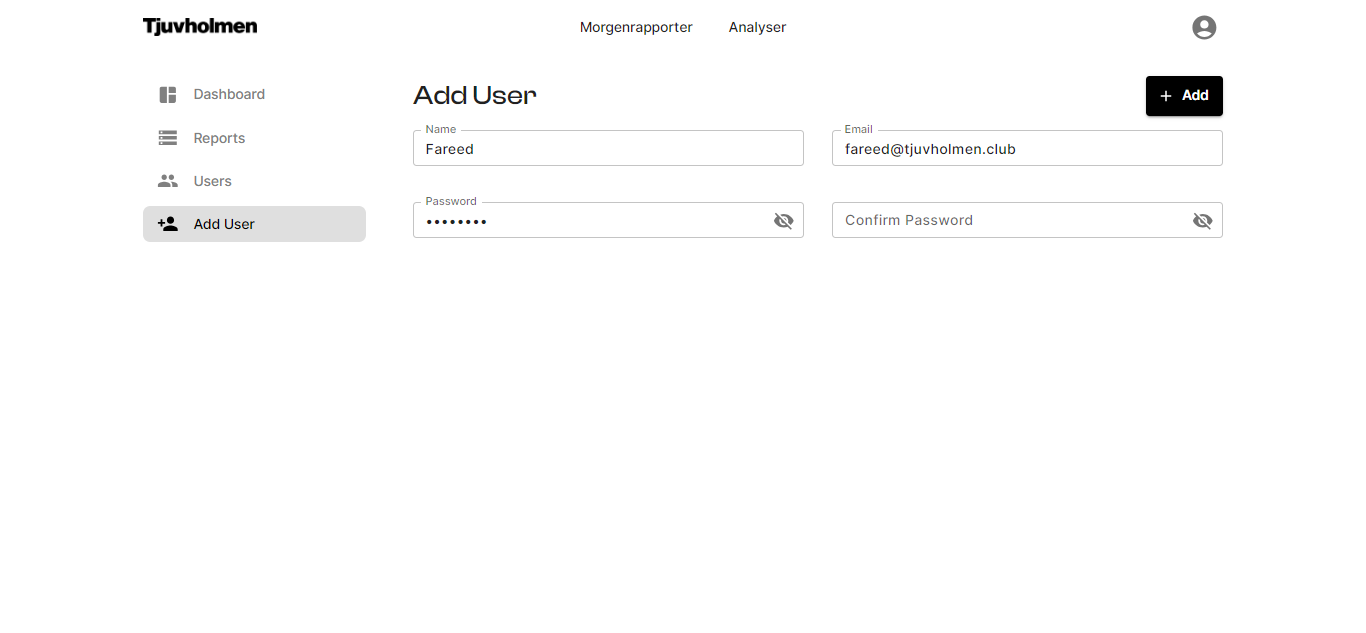 Tjuvholmen
Morgenrapporter
Analyser
Dashboard
Reports
Users
Add User
Add User
+ Add
Name
Fareed
Email
fareed@tjuvholmen.club
Password
••••••••
Confirm Password